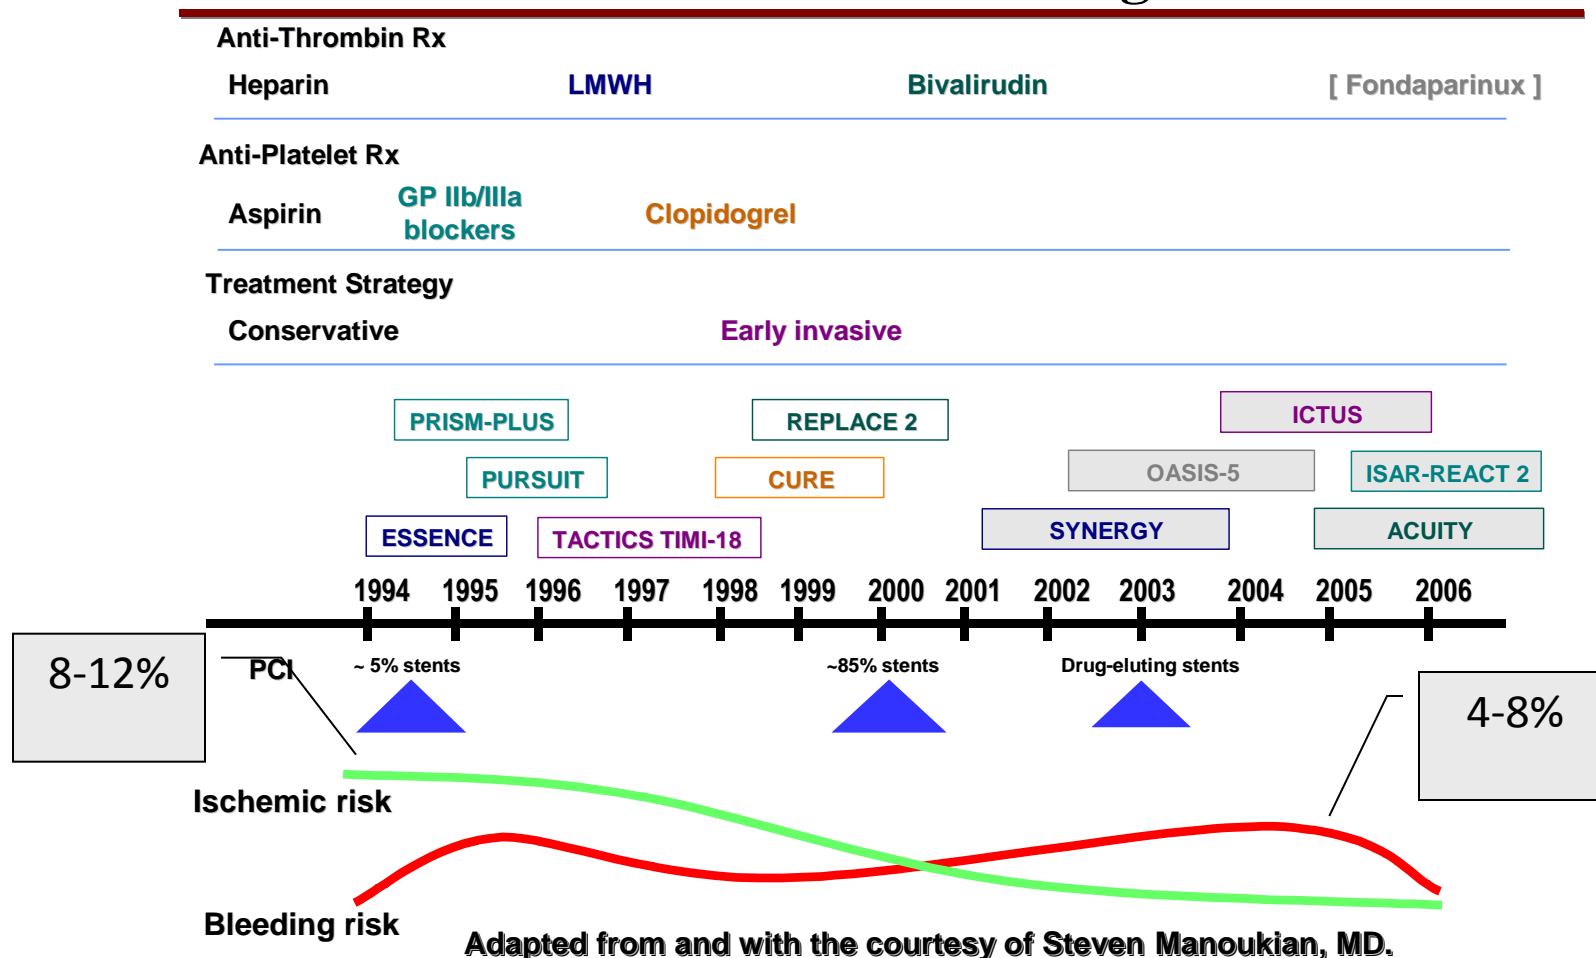 Anti-Thrombin Rx
Heparin LMWH Bivalirudin [ Fondaparinux ]
Anti-Platelet Rx
Aspirin GP IIb/IIIa blockers Clopidogrel
Treatment Strategy
Conservative Early invasive
PRISM-PLUS REPLACE 2 ICTUS
PURSUIT CURE OASIS-5 ISAR-REACT 2
ESSENCE TACTICS TIMI-18 SYNERGY ACUITY
1994 1995 1996 1997 1998 1999 2000 2001 2002 2003 2004 2005 2006
8-12% PCI ~ 5% stents ~85% stents Drug-eluting stents 4-8%
Ischemic risk
Bleeding risk
Adapted from and with the courtesy of Steven Manoukian, MD.